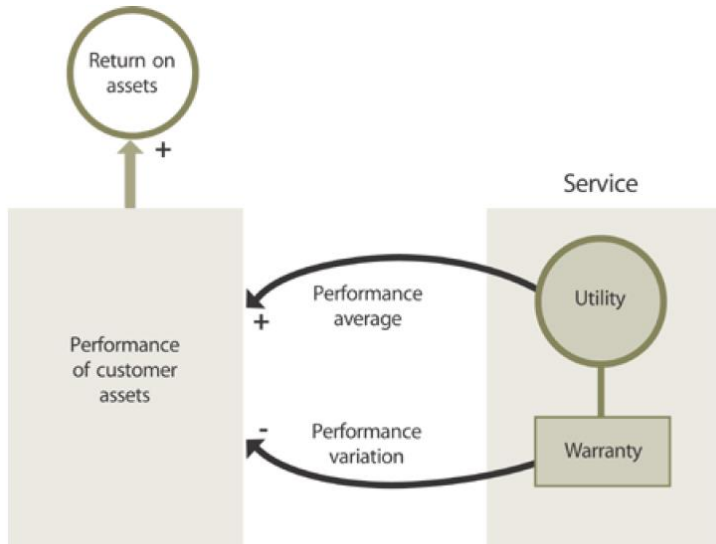 Return on
assets
+
Service
Performance
average
+
Utility
Performance
of customer
assets
-
Performance
variation
Warranty